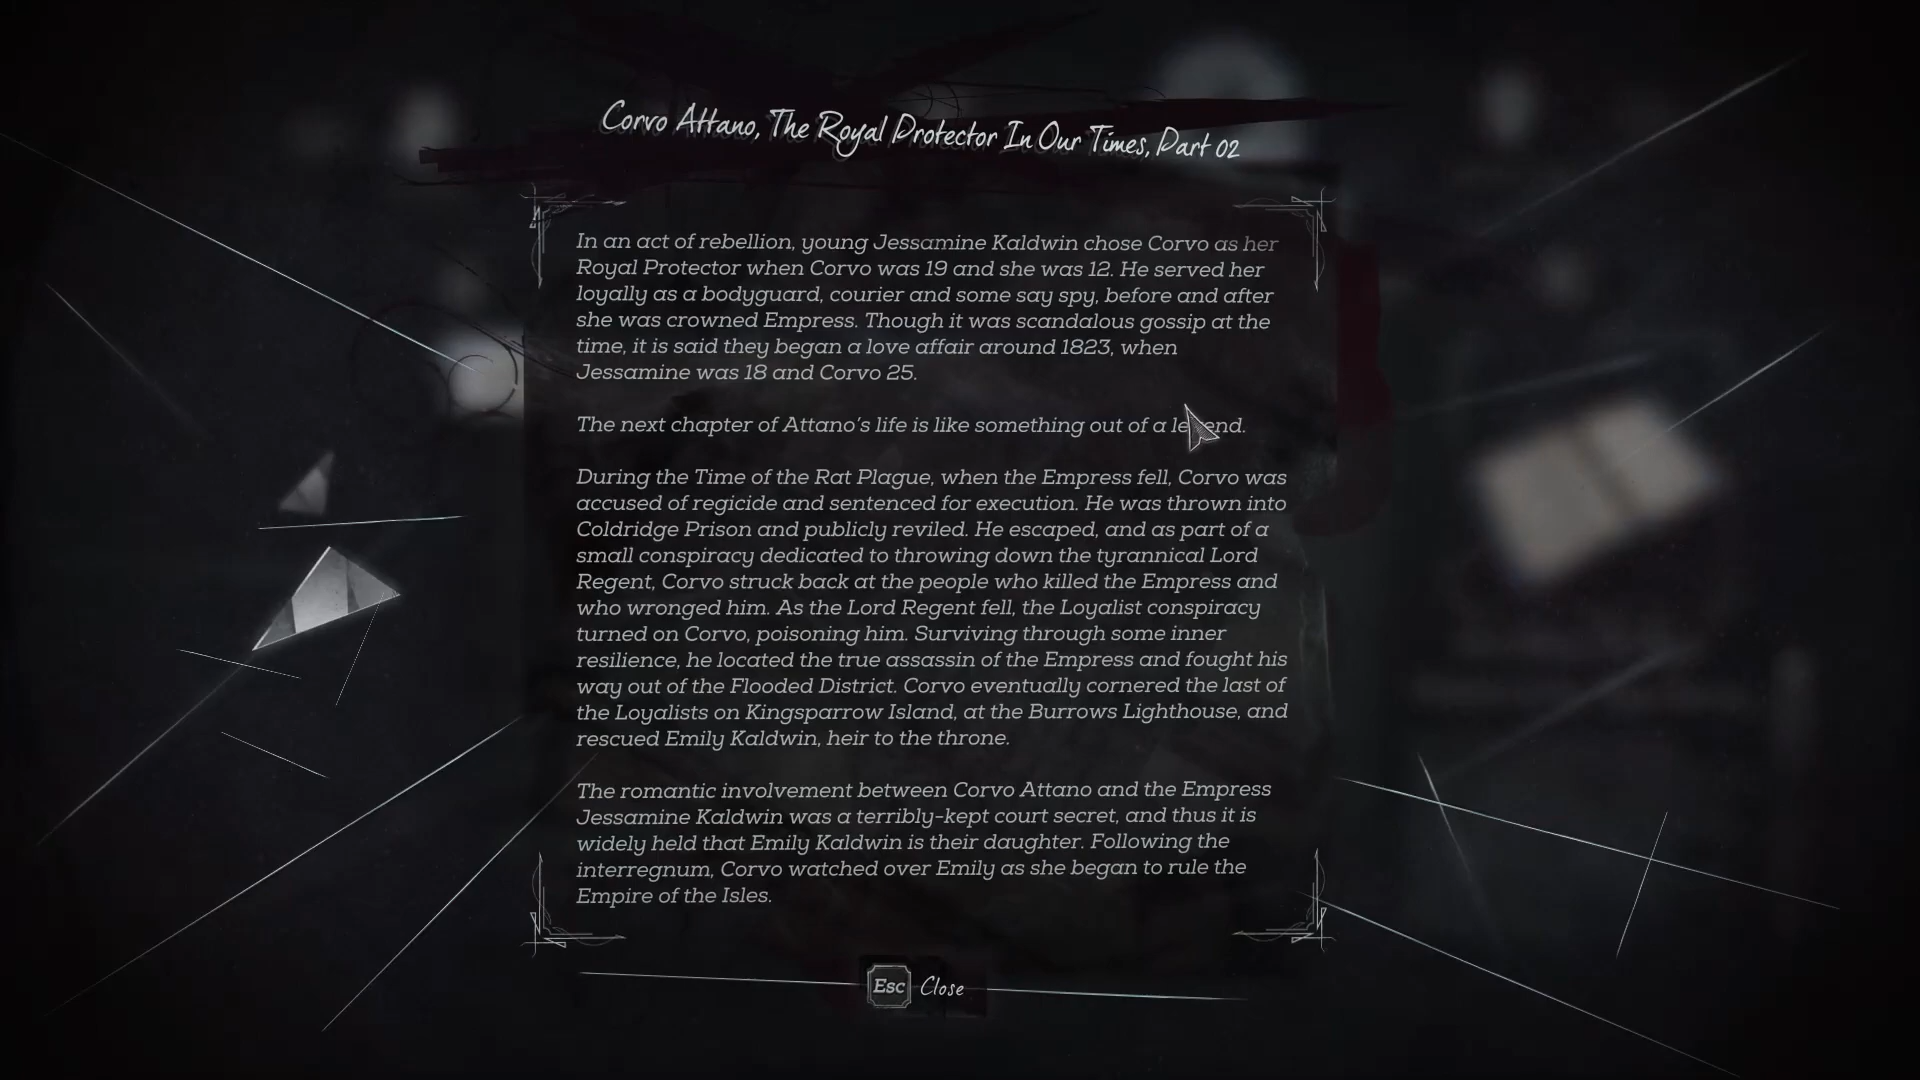 Corvo Attano, The Royal Protector In Our Times, Part 02
In an act of rebellion, young Jessamine Kaldwin chose Corvo as her
Royal Protector when Corvo was 19 and she was 12. He served her
loyally as a bodyguard, courier and some say spy, before and after
she was crowned Empress. Though it was scandalous gossip at the
time, it is said they began a love affair around 1823, when
Jessamine was 18 and Corvo 25.
The next chapter of Attano's life is like something out of a legend.
During the Time of the Rat Plague, when the Empress fell, Corvo was
accused of regicide and sentenced for execution. He was thrown into
Coldridge Prison and publicly reviled. He escaped, and as part of a
small conspiracy dedicated to throwing down the tyrannical Lord
Regent, Corvo struck back at the people who killed the Empress and
who wronged him. As the Lord Regent fell, the Loyalist conspiracy
turned on Corvo, poisoning him. Surviving through some inner
resilience, he located the true assassin of the Empress and fought his
way out of the Flooded District. Corvo eventually cornered the last of
the Loyalists on Kingsparrow Island, at the Burrows Lighthouse, and
rescued Emily Kaldwin, heir to the throne.
The romantic involvement between Corvo Attano and the Empress
Jessamine Kaldwin was a terribly-kept court secret, and thus it is
widely held that Emily Kaldwin is their daughter. Following the
interregnum, Corvo watched over Emily as she began to rule the
Empire of the Isles.
Esc Close